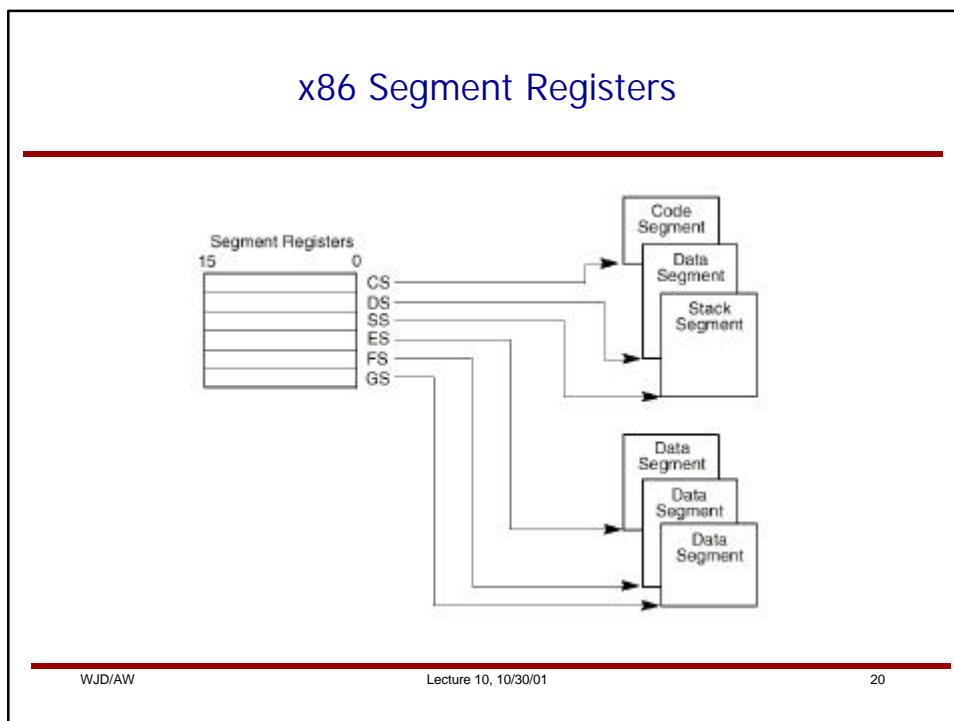 x86 Segment Registers
Segment Registers
15 0
CS
DS
SS
ES
FS
GS
Code
Segment
Data
Segment
Stack
Segment
Data
Segment
Data
Segment
Data
Segment
WJD/AW Lecture 10, 10/30/01 20